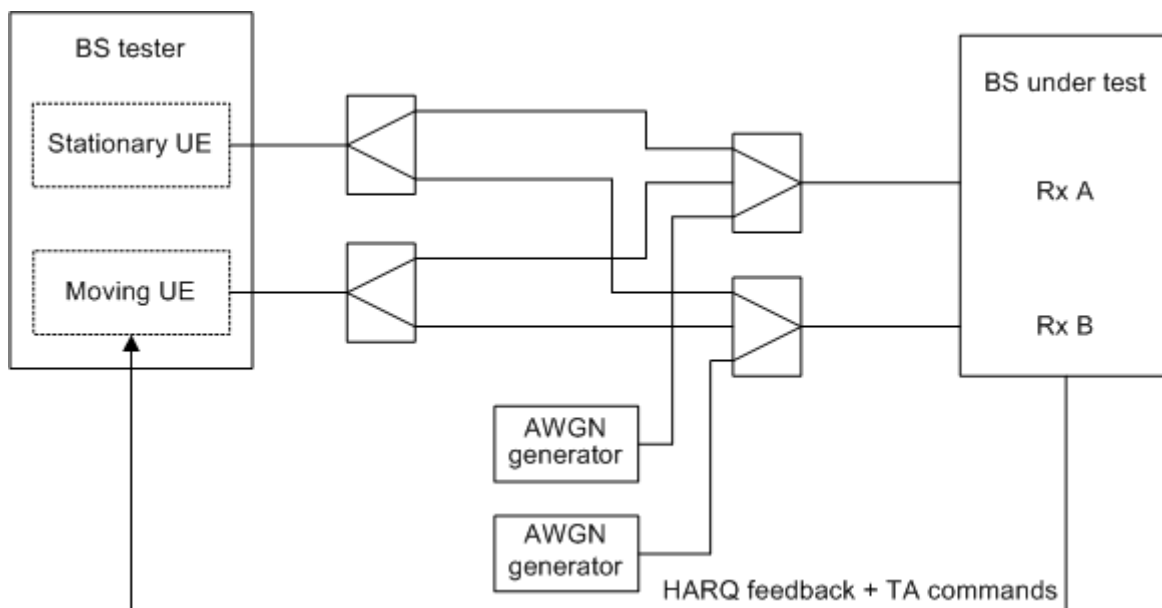 BS tester
Stationary UE
Moving UE
BS under test
Rx A
Rx B
AWGN
generator
AWGN
generator
HARQ feedback + TA commands